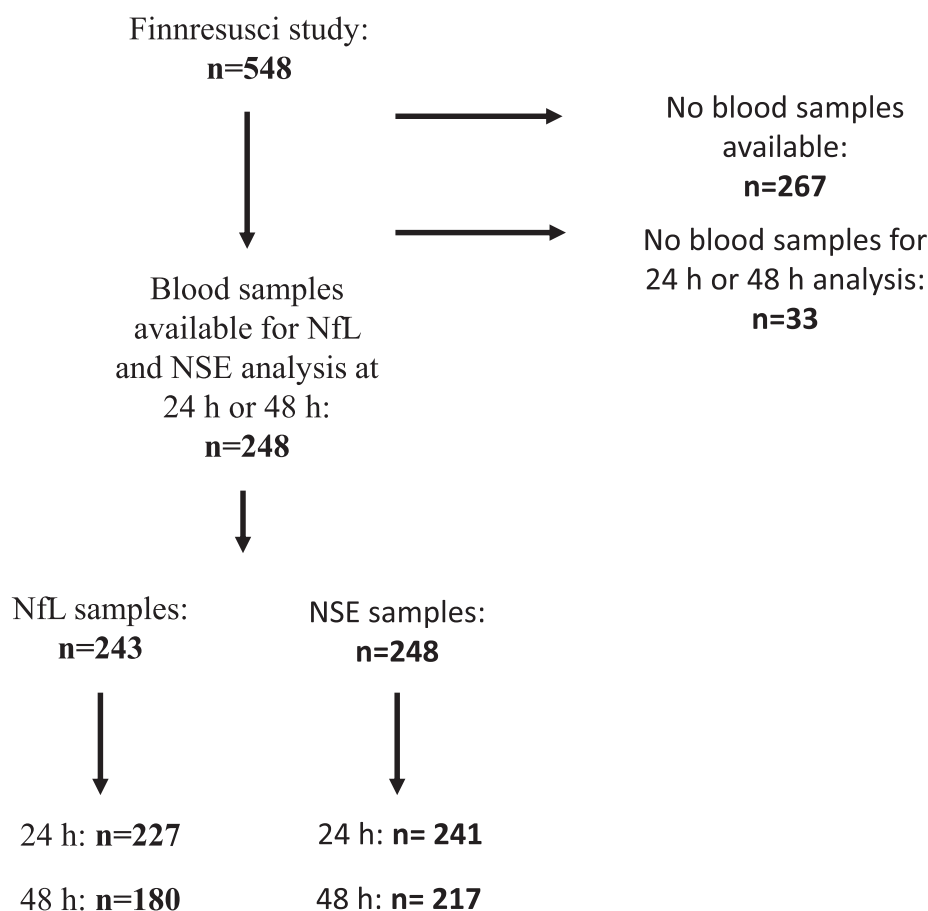 Finnresusci study:
n=548
No blood samples
available:
n=267
No blood samples for
24 h or 48 h analysis:
n=33
Blood samples
available for NfL
and NSE analysis at
24 h or 48 h:
n=248
NfL samples:
n=243
NSE samples:
n=248
24 h: n=227
48 h: n=180
24 h: n= 241
48 h: n= 217